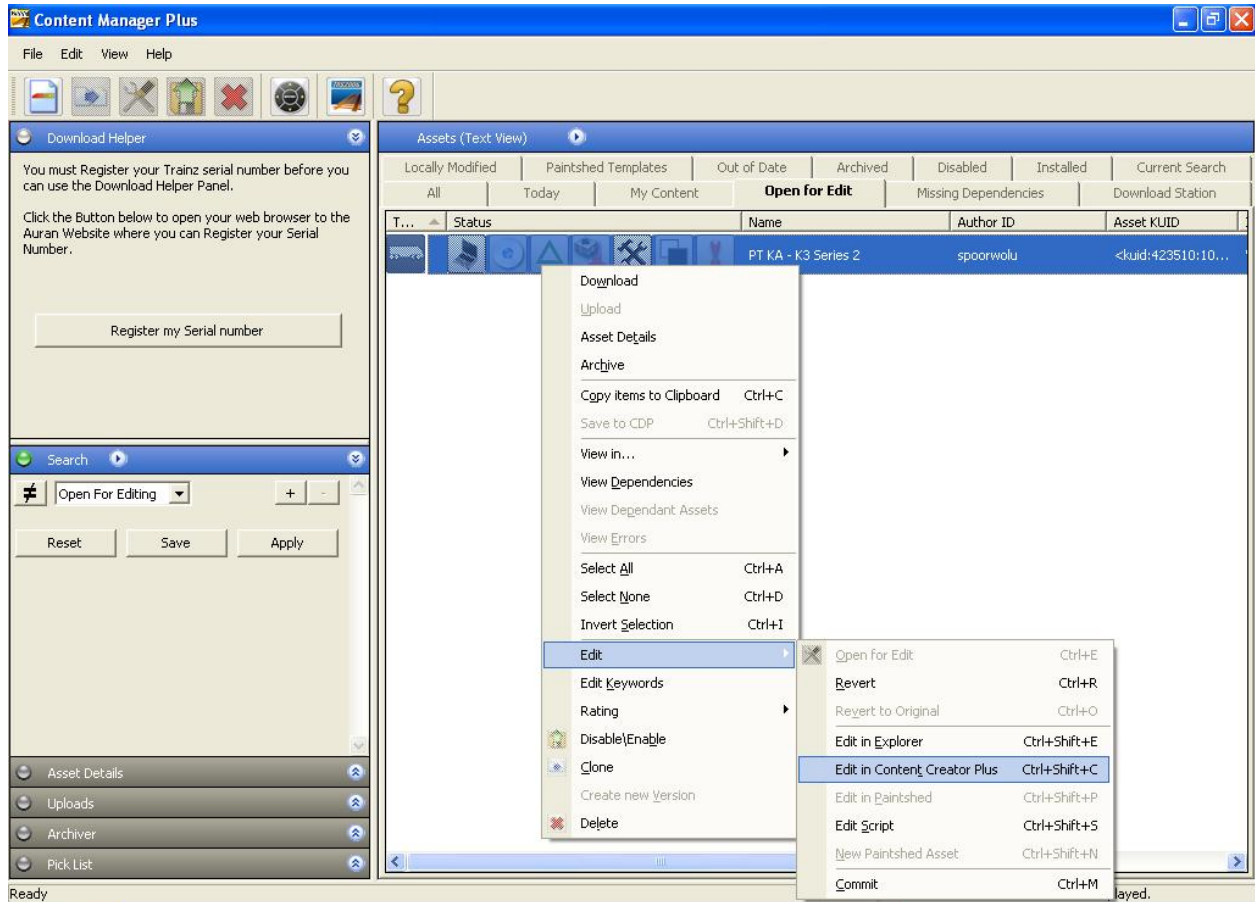 Content Manager Plus
File Edit View Help
Download Helper
You must Register your Trainz serial number before you
can use the Download Helper Panel.
Click the Button below to open your web browser to the
Auran Website where you can Register your Serial
Number.
Register my Serial number
Search
Open For Editing
+ -
Reset Save Apply
Asset Details
Uploads
Archiver
Pick List
Ready
Assets (Text View)
Locally Modified Paintshed Templates Out of Date Archived Disabled Installed Current Search
All Today My Content Open for Edit Missing Dependencies Download Station
T... Status Name Author ID Asset KUID
PT KA - K3 Series 2 spoorwolu <kuid:423510:10...
Download
Upload
Asset Details
Archive
Copy items to Clipboard Ctrl+C
Save to CDP Ctrl+Shift+D
View in...
View Dependencies
View Dependant Assets
View Errors
Select All Ctrl+A
Select None Ctrl+D
Invert Selection Ctrl+I
Edit
Edit Keywords
Rating
Disable\Enable
Clone
Create new Version
Delete
Open for Edit Ctrl+E
Revert Ctrl+R
Revert to Original Ctrl+O
Edit in Explorer Ctrl+Shift+E
Edit in Content Creator Plus Ctrl+Shift+C
Edit in Paintshed Ctrl+Shift+P
Edit Script Ctrl+Shift+S
New Paintshed Asset Ctrl+Shift+N
Commit Ctrl+M
layed.